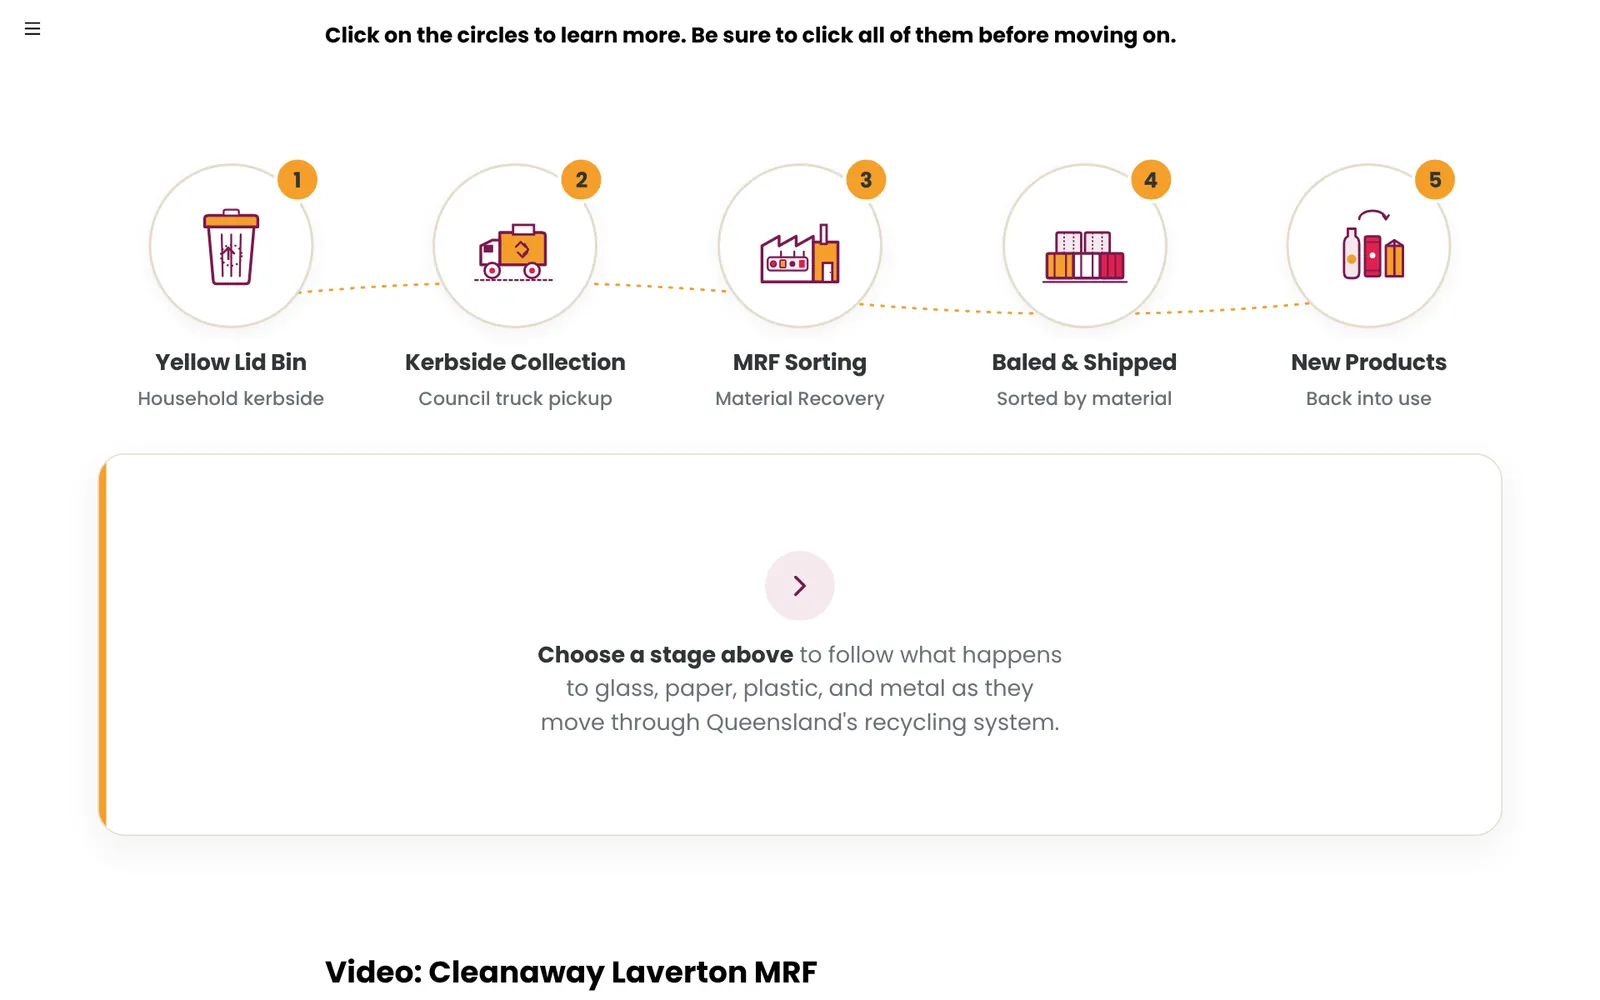 Click on the circles to learn more. Be sure to click all of them before moving on.
1
2
3
4
5
Yellow Lid Bin
Household kerbside
Kerbside Collection
Council truck pickup
MRF Sorting
Material Recovery
Baled & Shipped
Sorted by material
New Products
Back into use
Choose a stage above to follow what happens
to glass, paper, plastic, and metal as they
move through Queensland's recycling system.
Video: Cleanaway Laverton MRF